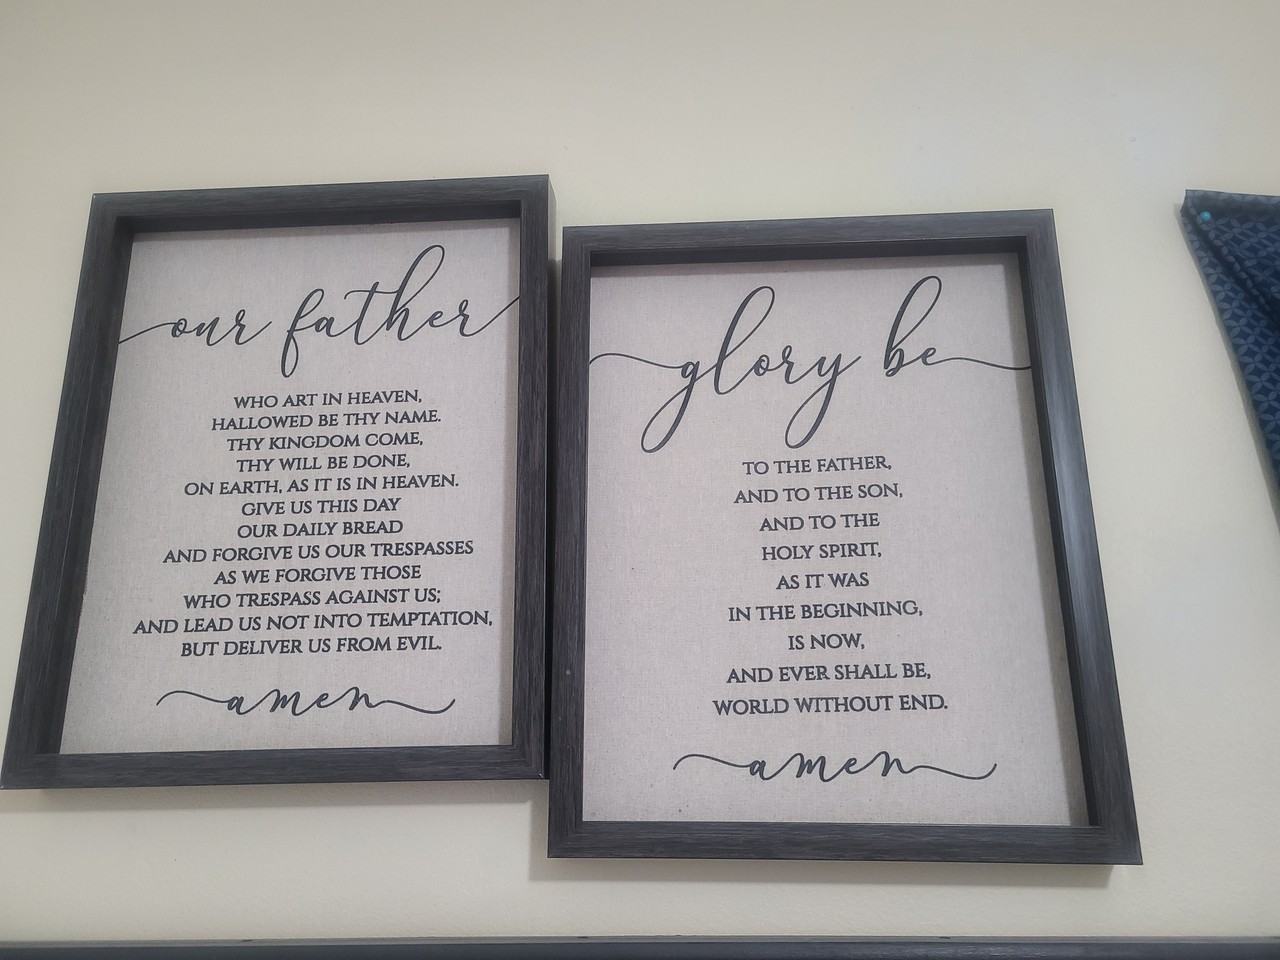 our father
WHO ART IN HEAVEN,
HALLOWED BE THY NAME.
THY KINGDOM COME,
THY WILL BE DONE,
ON EARTH, AS IT IS IN HEAVEN.
GIVE US THIS DAY
OUR DAILY BREAD
AND FORGIVE US OUR TRESPASSES
AS WE FORGIVE THOSE
WHO TRESPASS AGAINST US;
AND LEAD US NOT INTO TEMPTATION,
BUT DELIVER US FROM EVIL.
amen
glory be
TO THE FATHER,
AND TO THE SON,
AND TO THE
HOLY SPIRIT,
AS IT WAS
IN THE BEGINNING,
IS NOW,
AND EVER SHALL BE,
WORLD WITHOUT END.
amen